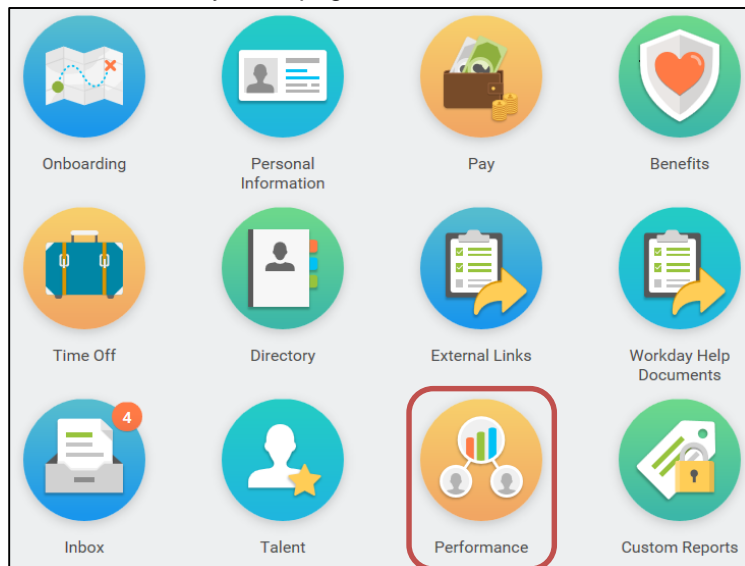 Onboarding
Personal
Information
Pay
Benefits
Time Off
Directory
External Links
Workday Help
Documents
4
Inbox
Talent
Performance
Custom Reports